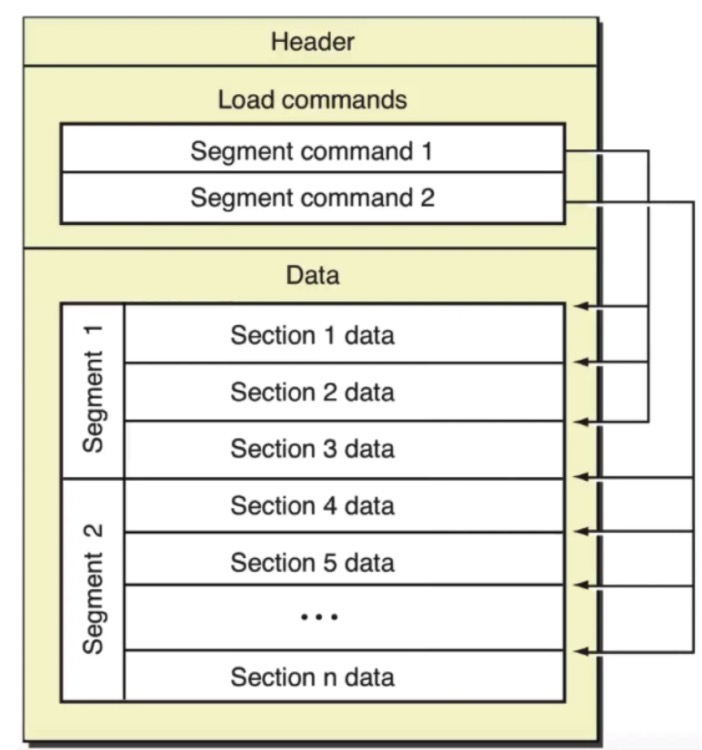 Header
Load commands
Segment command 1
Segment command 2
Data
Segment 1
Section 1 data
Section 2 data
Section 3 data
Segment 2
Section 4 data
Section 5 data
...
Section n data